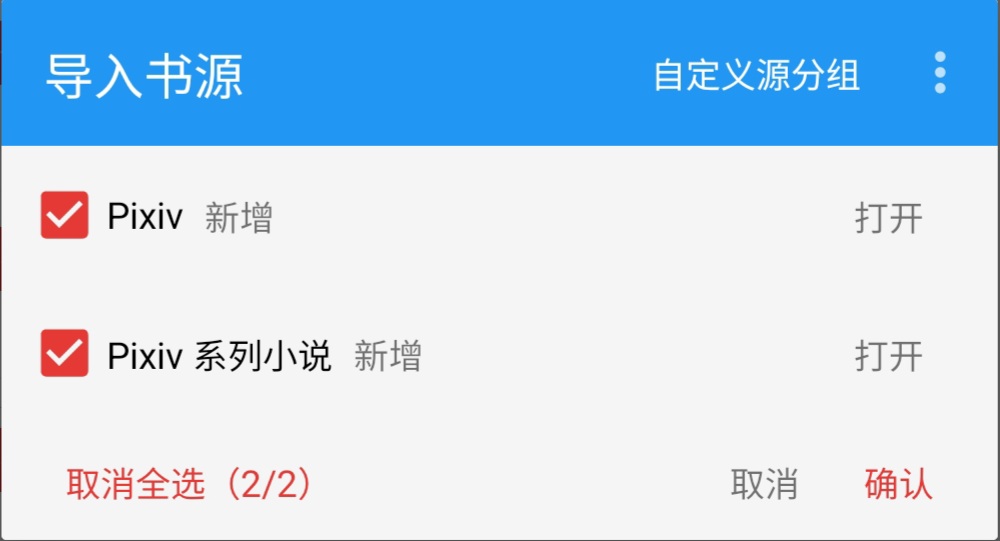 导入书源 自定义源分组
Pixiv 新增 打开
Pixiv 系列小说 新增 打开
取消全选（2/2） 取消 确认